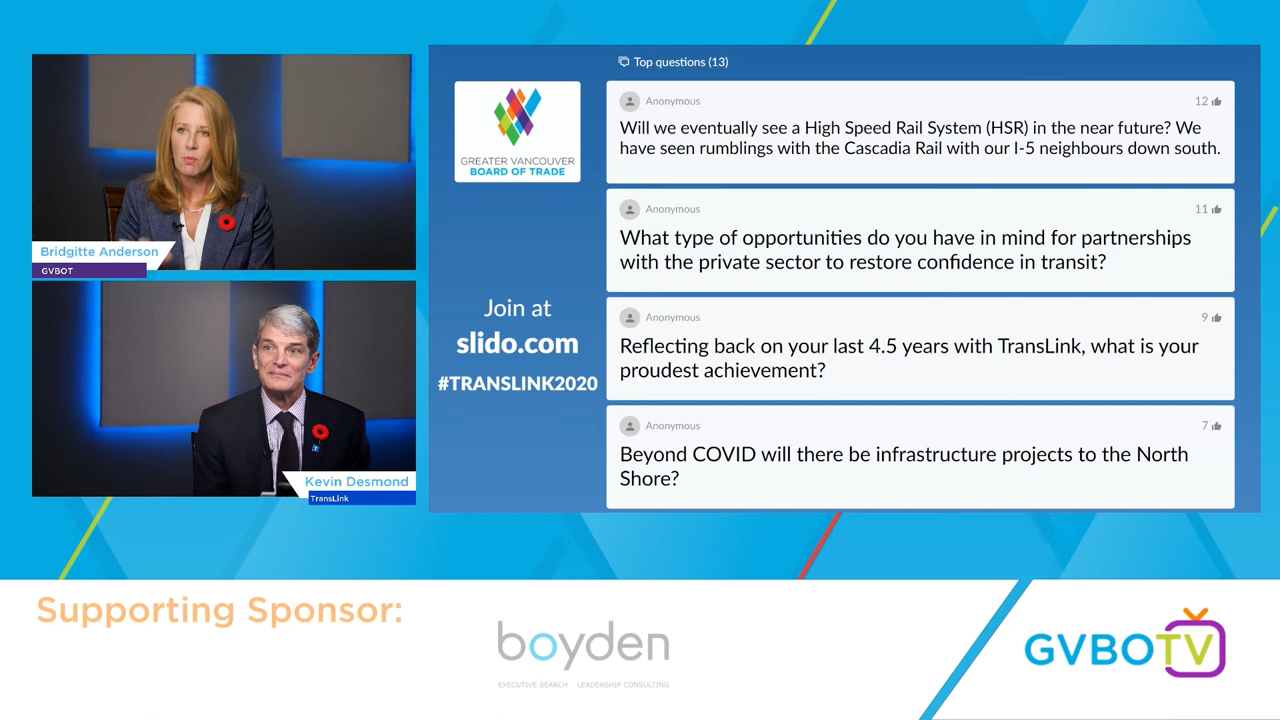 Bridgitte Anderson
GVBOT
Kevin Desmond
TransLink
GREATER VANCOUVER
BOARD OF TRADE
Join at
slido.com
#TRANSLINK2020
Top questions (13)
Anonymous
12
Will we eventually see a High Speed Rail System (HSR) in the near future? We
have seen rumblings with the Cascadia Rail with our I-5 neighbours down south.
Anonymous
11
What type of opportunities do you have in mind for partnerships
with the private sector to restore confidence in transit?
Anonymous
9
Reflecting back on your last 4.5 years with TransLink, what is your
proudest achievement?
Anonymous
7
Beyond COVID will there be infrastructure projects to the North
Shore?
Supporting Sponsor:
boyden
EXECUTIVE SEARCH LEADERSHIP CONSULTING
GVBOTV